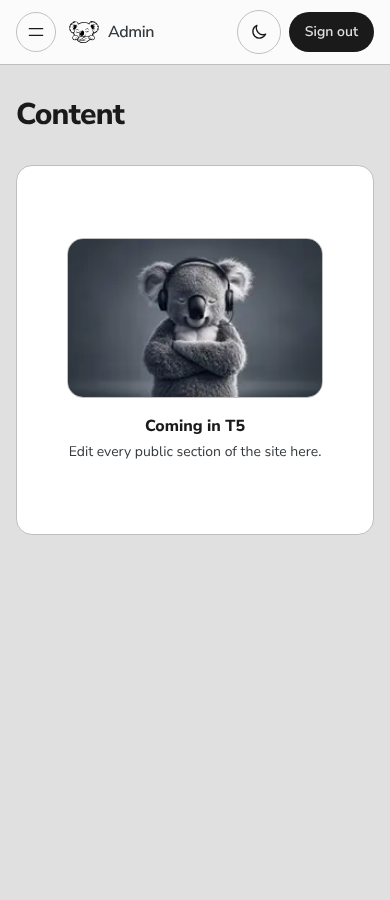 Admin
Sign out
Content
Coming in T5
Edit every public section of the site here.